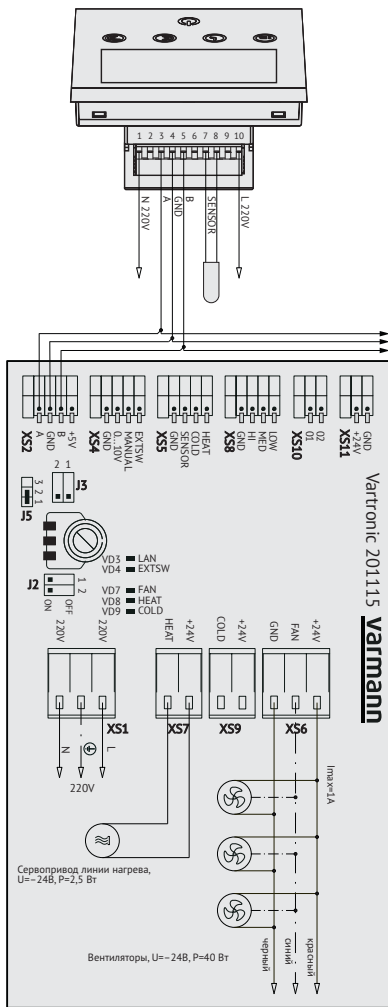 1 2 3 4 5 6 7 8 9 10
N 220V
A
GND
B
SENSOR
L 220V
XS2
A
GND
B
+5V
XS4
GND
0...10V
MANUAL
EXTSW
XS5
GND
SENSOR
COLD
HEAT
XS8
GND
HI
MED
LOW
XS10
01
02
XS11
+24V
GND
J5
3 2 1
2 1
J3
VD3 LAN
VD4 EXTSW
VD7 FAN
VD8 HEAT
VD9 COLD
J2
1
2
ON
OFF
Vartronic 201115
varmann
220V
220V
XS1
HEAT
+24V
XS7
COLD
+24V
XS9
GND
FAN
+24V
XS6
N
L
220V
Imax=1A
Сервопривод линии нагрева,
U=–24В, P=2,5 Вт
Вентиляторы, U=–24В, P=40 Вт
черный
синий
красный